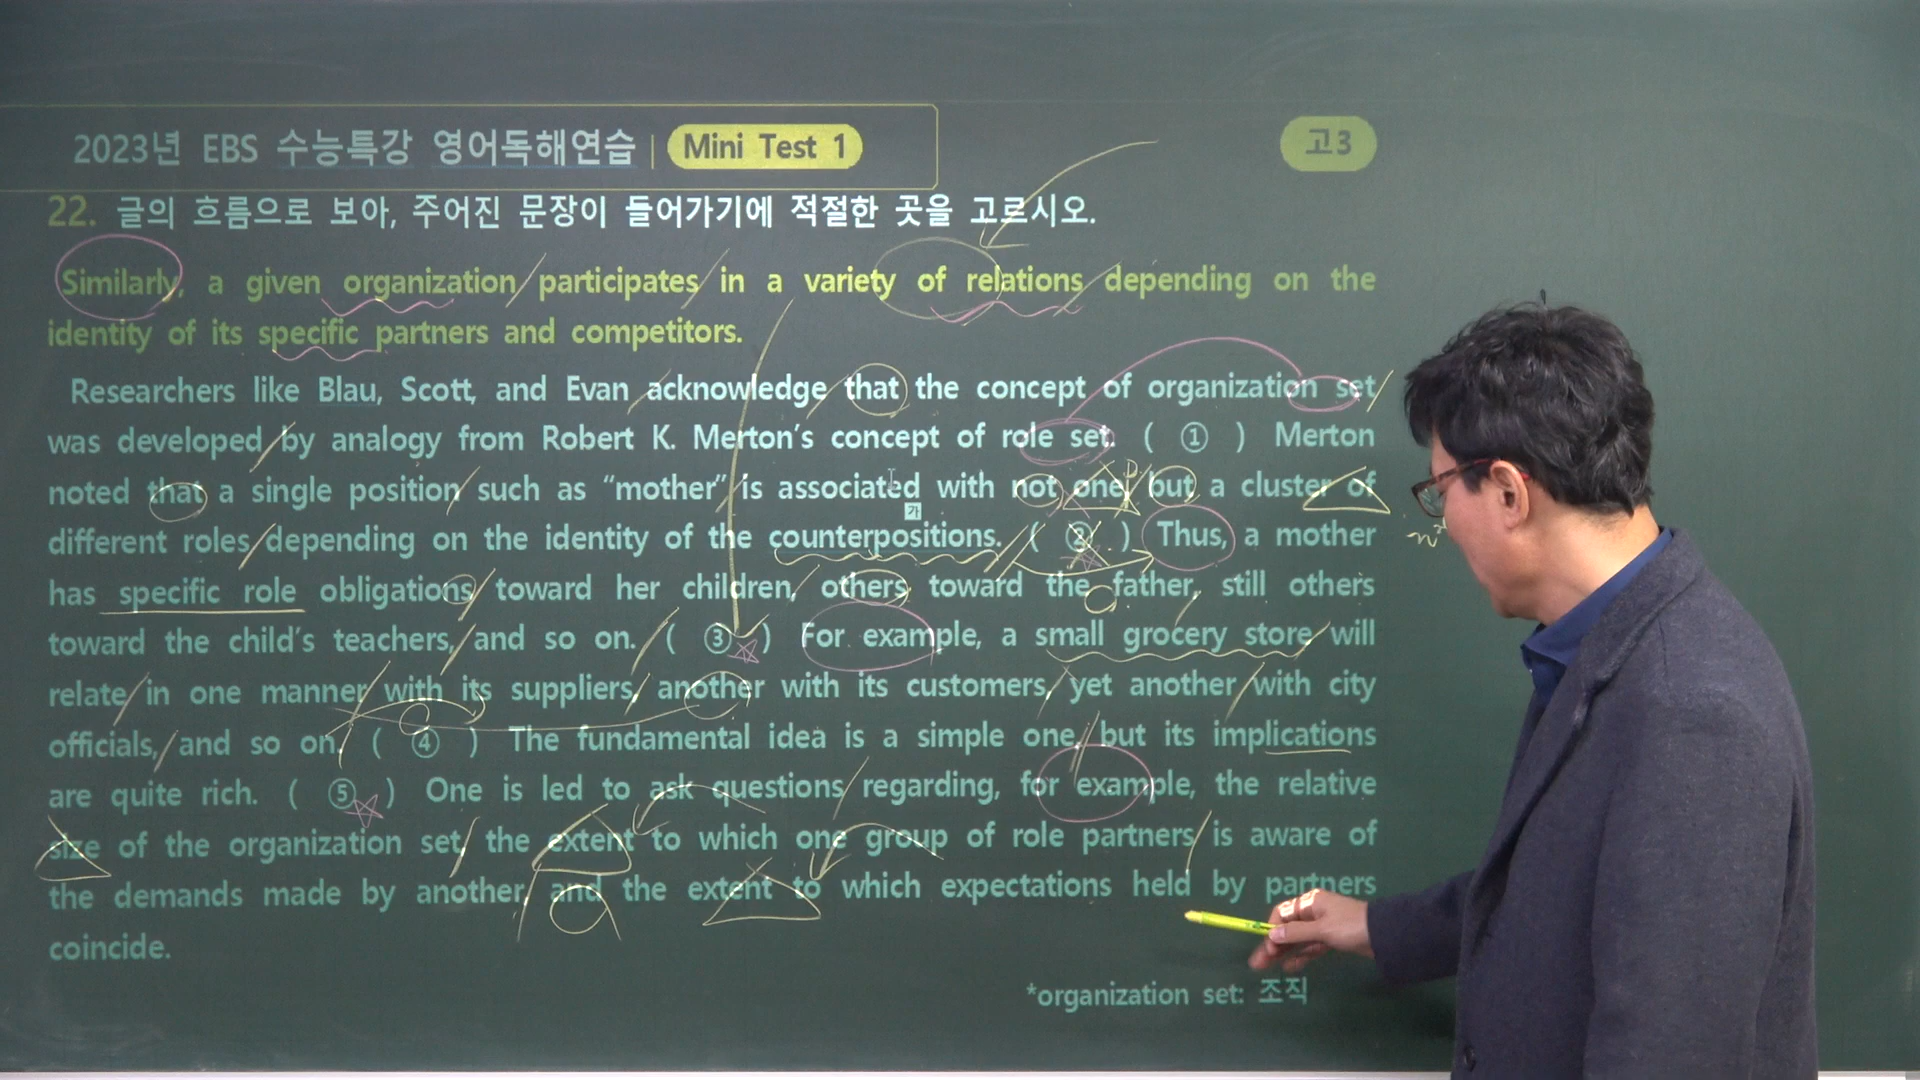 2023년 EBS 수능특강 영어독해연습 | Mini Test 1
고3
22. 글의 흐름으로 보아, 주어진 문장이 들어가기에 적절한 곳을 고르시오.
Similarly, a given organization participates in a variety of relations depending on the
identity of its specific partners and competitors.
Researchers like Blau, Scott, and Evan acknowledge that the concept of organization set
was developed by analogy from Robert K. Merton's concept of role set. ( ① ) Merton
noted that a single position such as “mother” is associated with not one, but a cluster of
different roles depending on the identity of the counterpositions. ( ② ) Thus, a mother
has specific role obligations toward her children, others toward the father, still others
toward the child's teachers, and so on. ( ③ ) For example, a small grocery store will
relate in one manner with its suppliers, another with its customers, yet another with city
officials, and so on. ( ④ ) The fundamental idea is a simple one, but its implications
are quite rich. ( ⑤ ) One is led to ask questions regarding, for example, the relative
size of the organization set, the extent to which one group of role partners is aware of
the demands made by another, and the extent to which expectations held by partners
coincide.
*organization set: 조직